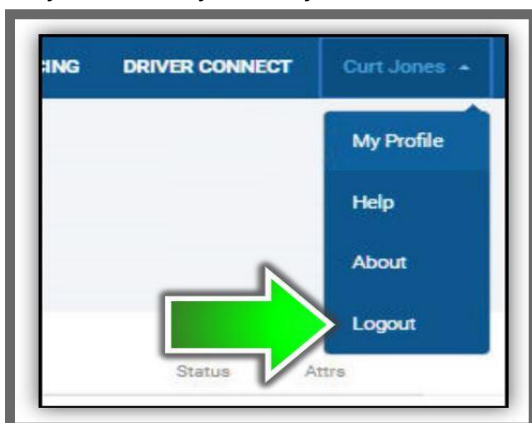 DRIVER CONNECT
Curt Jones
My Profile
Help
About
Logout
Status
Attrs